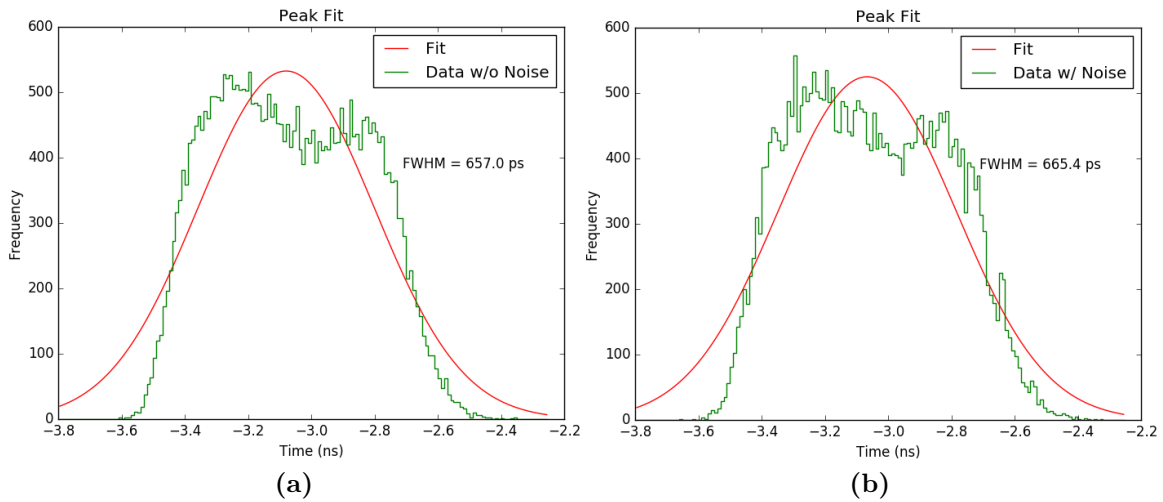 Peak Fit
600
500
400
300
200
100
0
Frequency
Fit
Data w/o Noise
FWHM = 657.0 ps
−3.8 −3.6 −3.4 −3.2 −3.0 −2.8 −2.6 −2.4 −2.2
Time (ns)
(a)
Peak Fit
600
500
400
300
200
100
0
Frequency
Fit
Data w/ Noise
FWHM = 665.4 ps
−3.8 −3.6 −3.4 −3.2 −3.0 −2.8 −2.6 −2.4 −2.2
Time (ns)
(b)